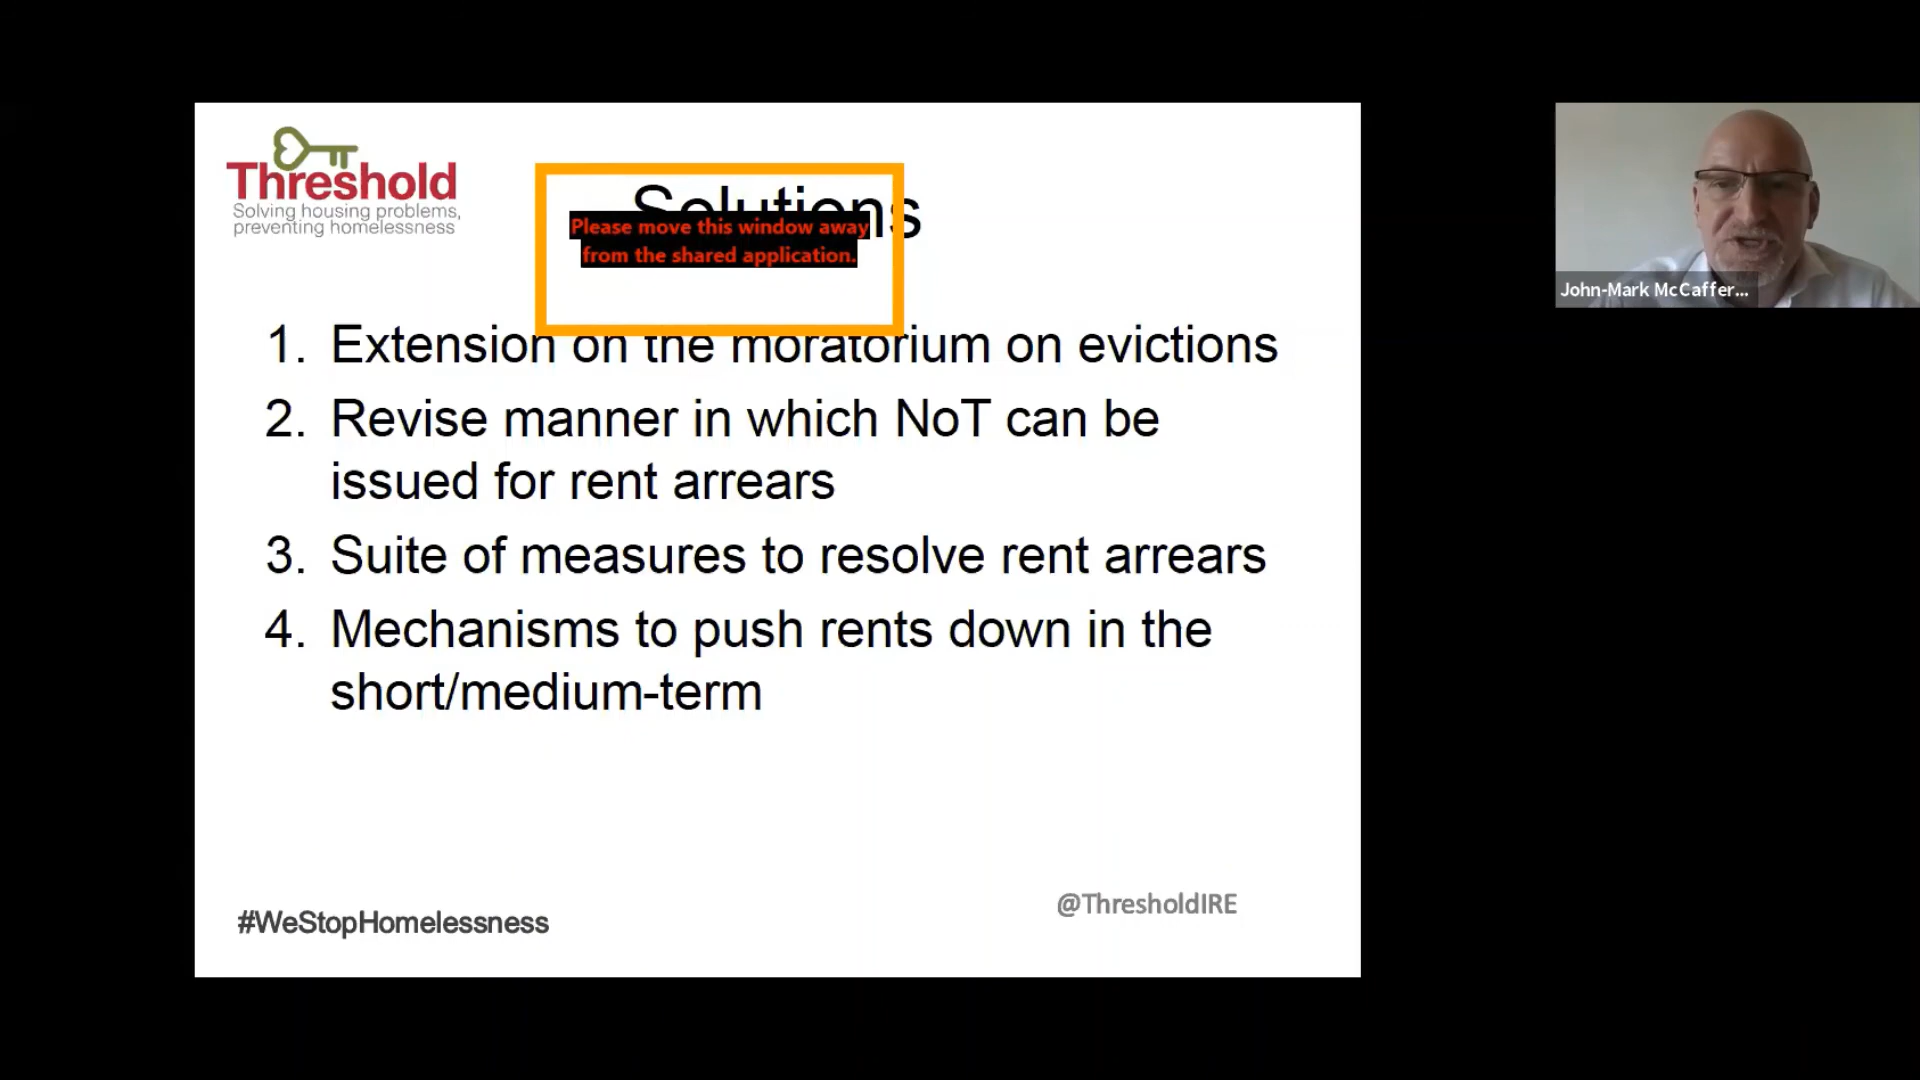 Threshold
Solving housing problems,
preventing homelessness
Solutions
Please move this window away
from the shared application.
1. Extension on the moratorium on evictions
2. Revise manner in which NoT can be
issued for rent arrears
3. Suite of measures to resolve rent arrears
4. Mechanisms to push rents down in the
short/medium-term
#WeStopHomelessness
@ThresholdIRE
John-Mark McCaffer...